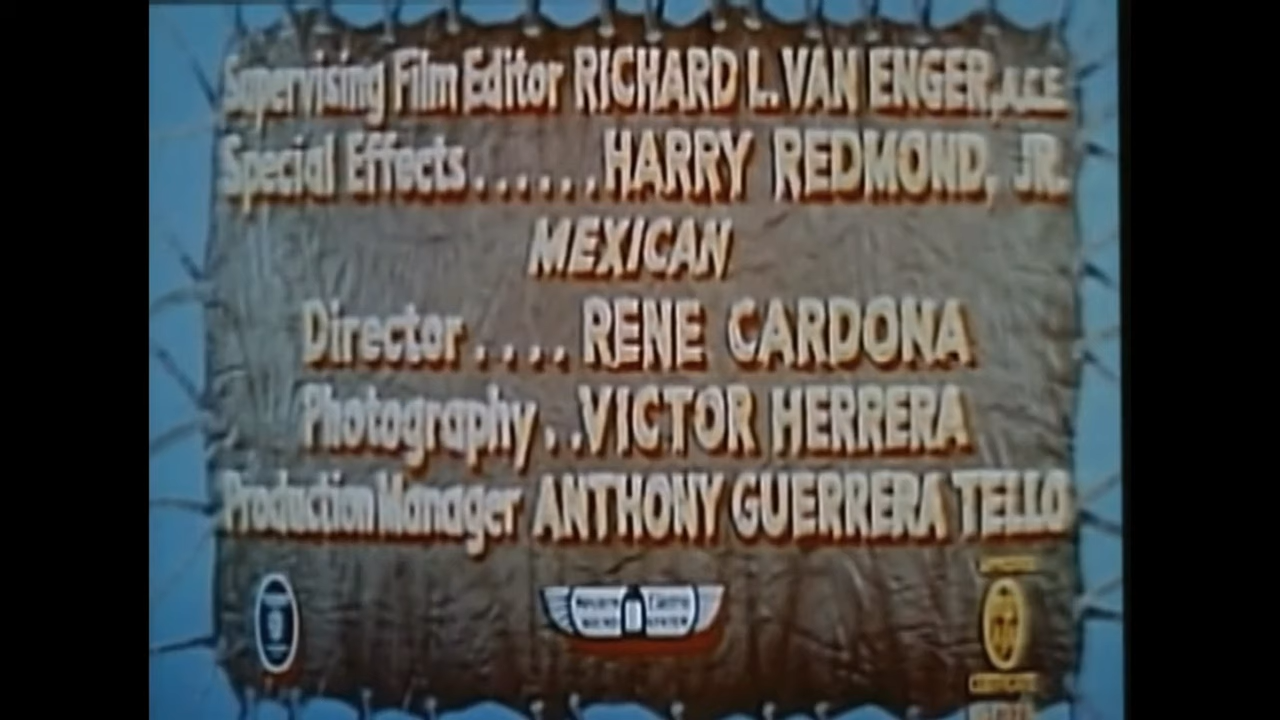 Supervising Film Editor RICHARD L. VAN ENGER, A.C.E.
Special Effects......HARRY REDMOND, JR.
MEXICAN
Director....RENE CARDONA
Photography..VICTOR HERRERA
Production Manager ANTHONY GUERRERA TELLO